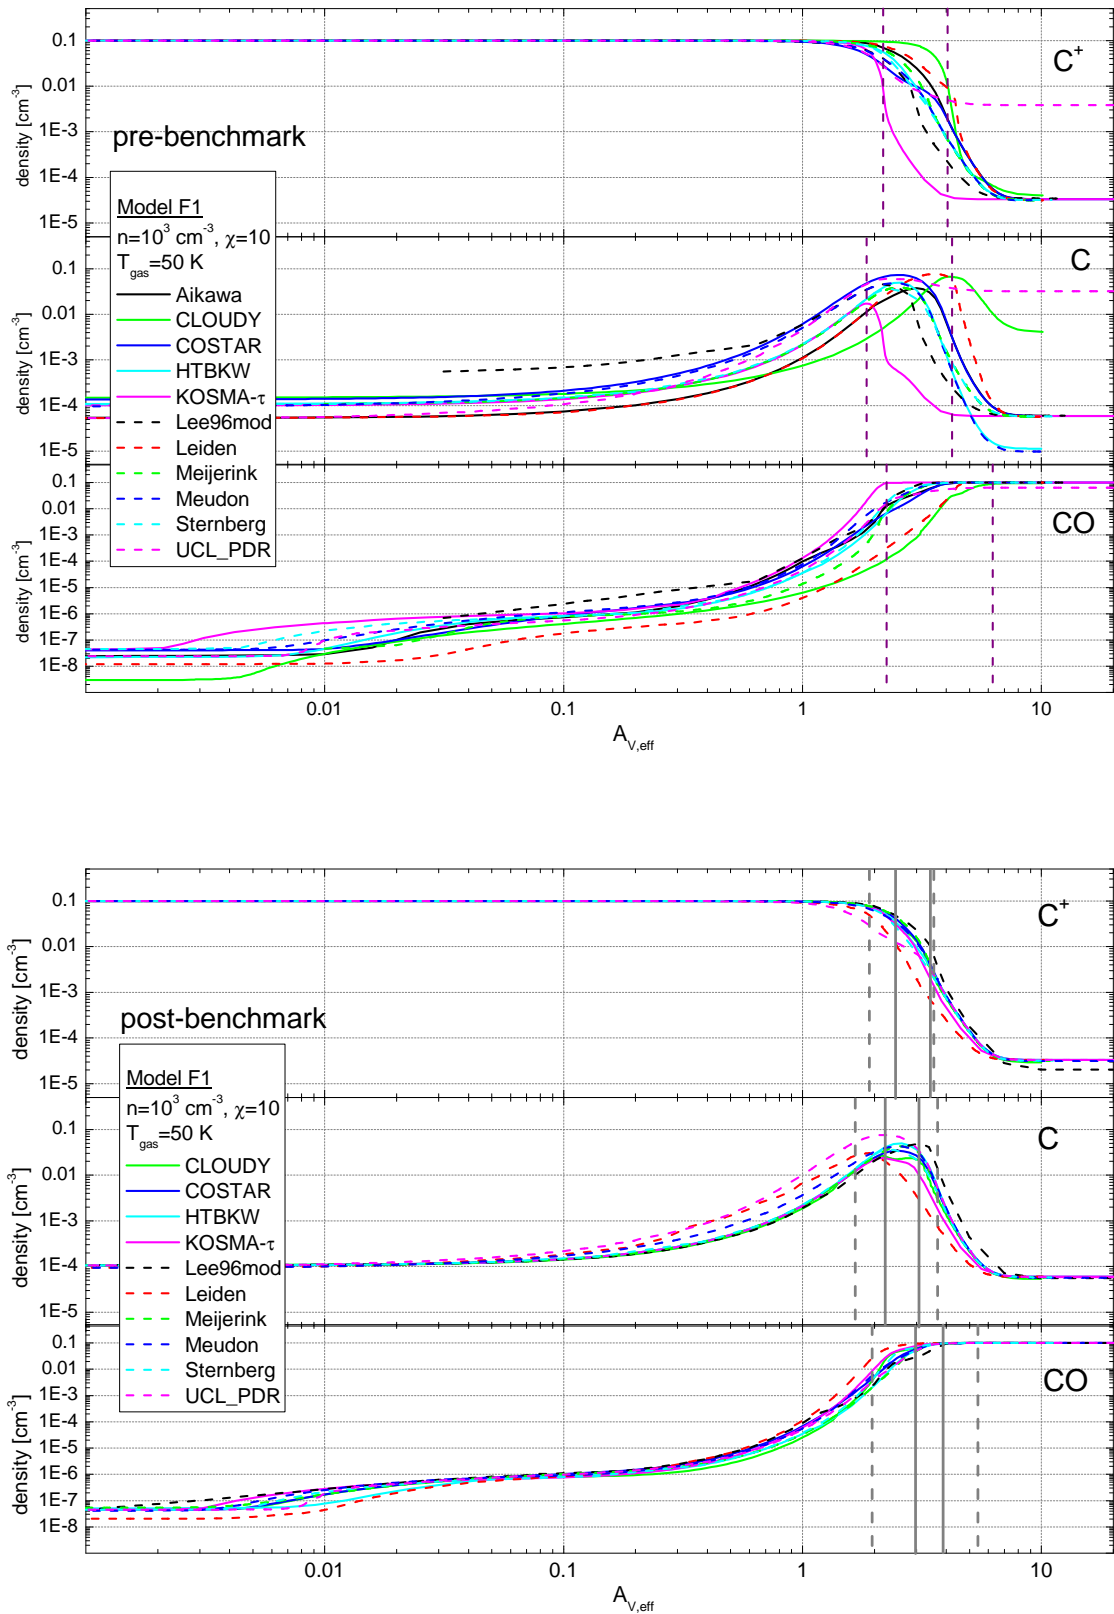 0.1
0.01
1E-3
1E-4
1E-5
density [cm⁻³]
C⁺
pre-benchmark
Model F1
n=10³ cm⁻³, χ=10
T_gas=50 K
Aikawa
CLOUDY
COSTAR
HTBKW
KOSMA-τ
Lee96mod
Leiden
Meijerink
Meudon
Sternberg
UCL_PDR
0.1
0.01
1E-3
1E-4
1E-5
density [cm⁻³]
C
0.1
0.01
1E-3
1E-4
1E-5
1E-6
1E-7
1E-8
density [cm⁻³]
CO
0.01 0.1 1 10
A_V,eff
0.1
0.01
1E-3
1E-4
1E-5
density [cm⁻³]
C⁺
post-benchmark
Model F1
n=10³ cm⁻³, χ=10
T_gas=50 K
CLOUDY
COSTAR
HTBKW
KOSMA-τ
Lee96mod
Leiden
Meijerink
Meudon
Sternberg
UCL_PDR
0.1
0.01
1E-3
1E-4
1E-5
density [cm⁻³]
C
0.1
0.01
1E-3
1E-4
1E-5
1E-6
1E-7
1E-8
density [cm⁻³]
CO
0.01 0.1 1 10
A_V,eff